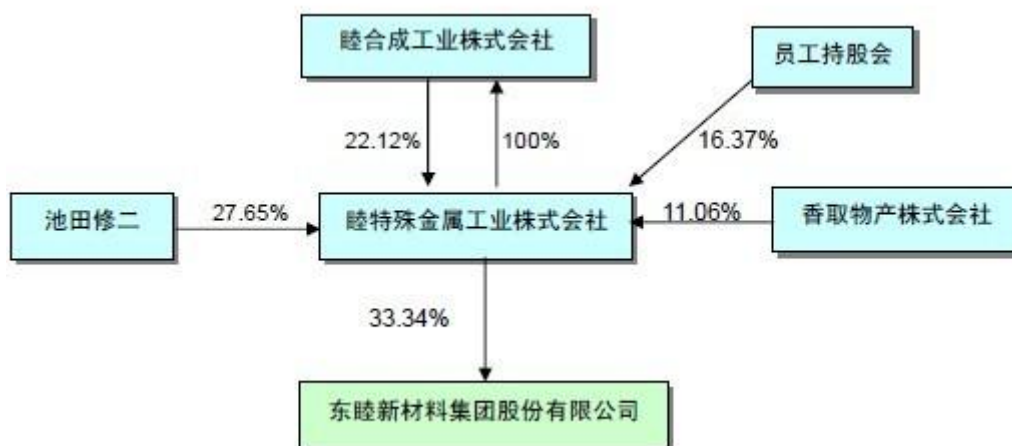 睦合成工业株式会社
员工持股会
22.12%
100%
16.37%
池田修二
27.65%
睦特殊金属工业株式会社
11.06%
香取物产株式会社
33.34%
东睦新材料集团股份有限公司